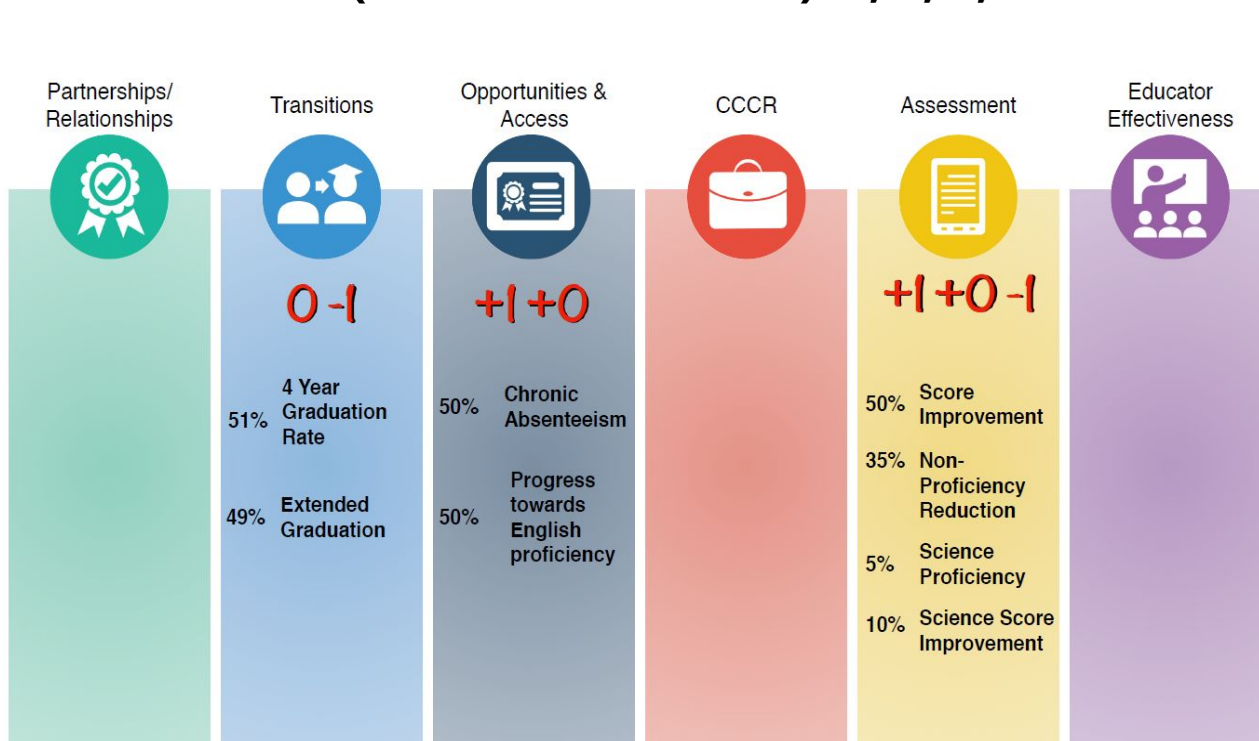 Partnerships/
Relationships
Transitions
Opportunities &
Access
CCCR
Assessment
Educator
Effectiveness
0 -1
+1 +0
+1 +0 -1
51%
4 Year
Graduation
Rate
49%
Extended
Graduation
50%
Chronic
Absenteeism
50%
Progress
towards
English
proficiency
50%
Score
Improvement
35%
Non-
Proficiency
Reduction
5%
Science
Proficiency
10%
Science Score
Improvement